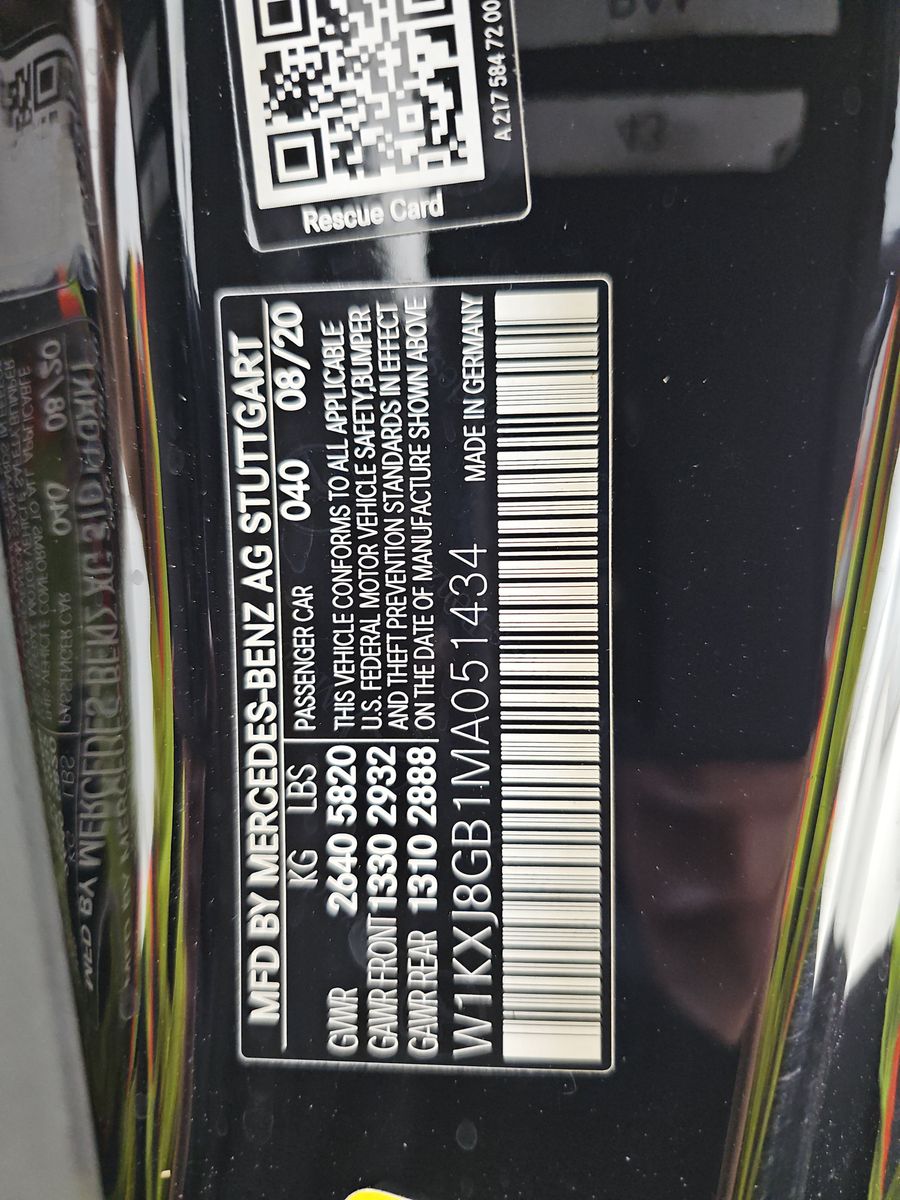 A 217 584 72 00
Rescue Card
MFD BY MERCEDES-BENZ AG STUTTGART
KG LBS PASSENGER CAR 040 08/20
GVWR 2640 5820 THIS VEHICLE CONFORMS TO ALL APPLICABLE
GAWR FRONT 1330 2932 U.S. FEDERAL MOTOR VEHICLE SAFETY,BUMPER
AND THEFT PREVENTION STANDARDS IN EFFECT
GAWR REAR 1310 2888 ON THE DATE OF MANUFACTURE SHOWN ABOVE
W1KXJ8GB1MA051434 MADE IN GERMANY